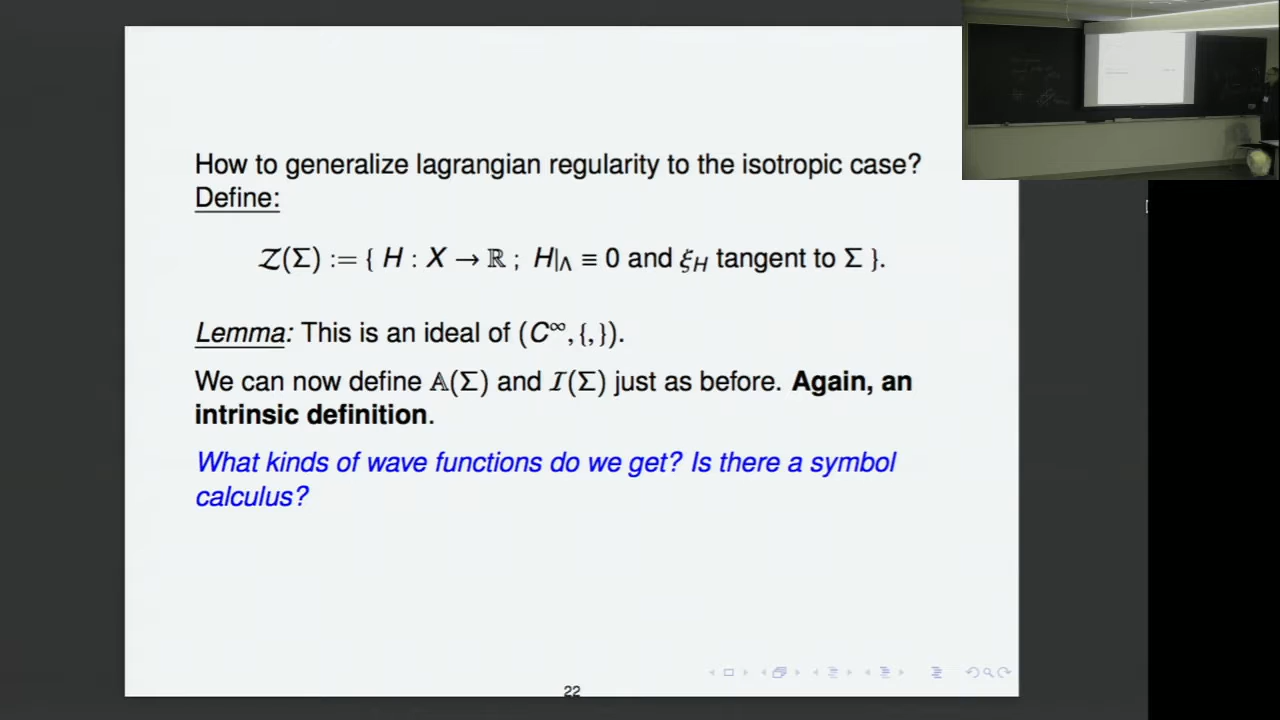 How to generalize lagrangian regularity to the isotropic case?
Define:
𝒵(Σ) := { H : X → ℝ ; H|Λ ≡ 0 and ξ_H tangent to Σ }.
Lemma: This is an ideal of (C^∞, {,}).
We can now define 𝔸(Σ) and ℐ(Σ) just as before. Again, an
intrinsic definition.
What kinds of wave functions do we get? Is there a symbol
calculus?
22